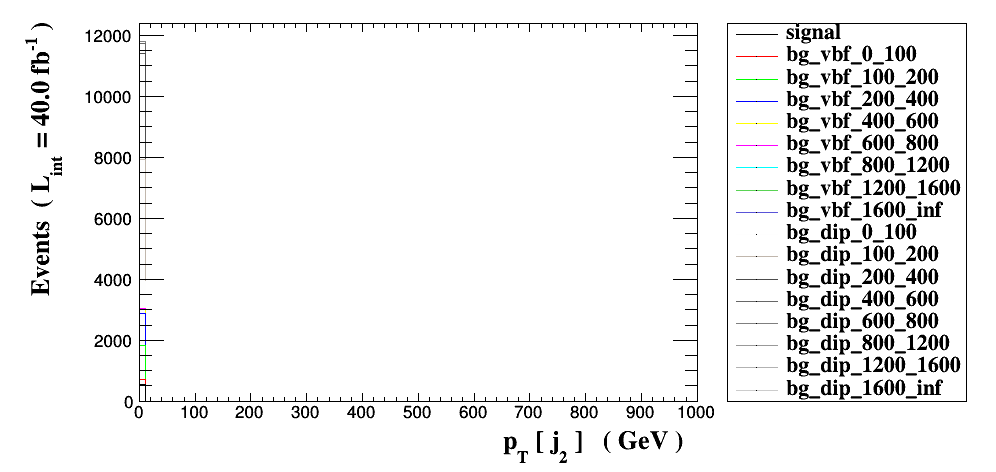 Events ( L_int = 40.0 fb^-1 )
12000
10000
8000
6000
4000
2000
0
0 100 200 300 400 500 600 700 800 900 1000
p_T [ j_2 ] ( GeV )
signal
bg_vbf_0_100
bg_vbf_100_200
bg_vbf_200_400
bg_vbf_400_600
bg_vbf_600_800
bg_vbf_800_1200
bg_vbf_1200_1600
bg_vbf_1600_inf
bg_dip_0_100
bg_dip_100_200
bg_dip_200_400
bg_dip_400_600
bg_dip_600_800
bg_dip_800_1200
bg_dip_1200_1600
bg_dip_1600_inf